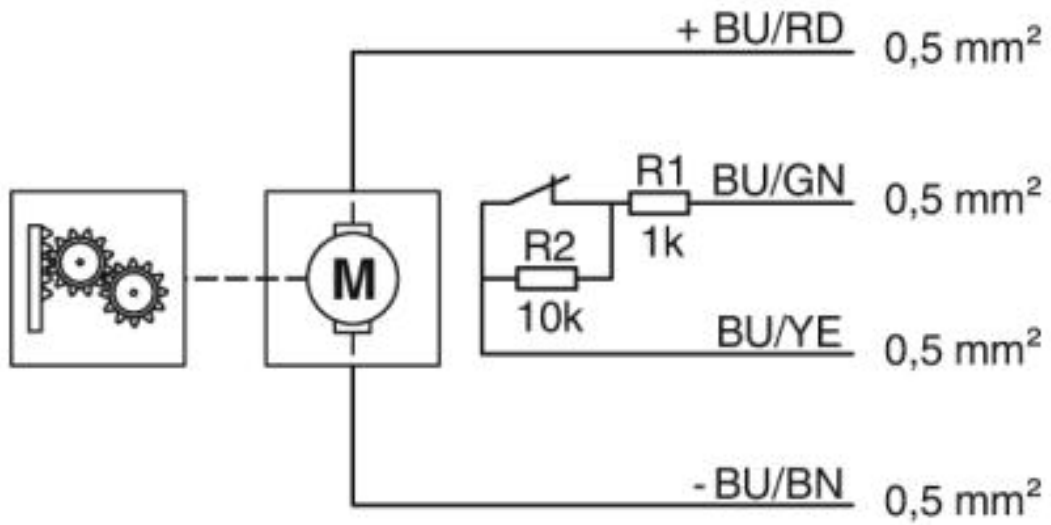 + BU/RD 0,5 mm²
R1 BU/GN 0,5 mm²
1k
R2
10k
M
BU/YE 0,5 mm²
- BU/BN 0,5 mm²